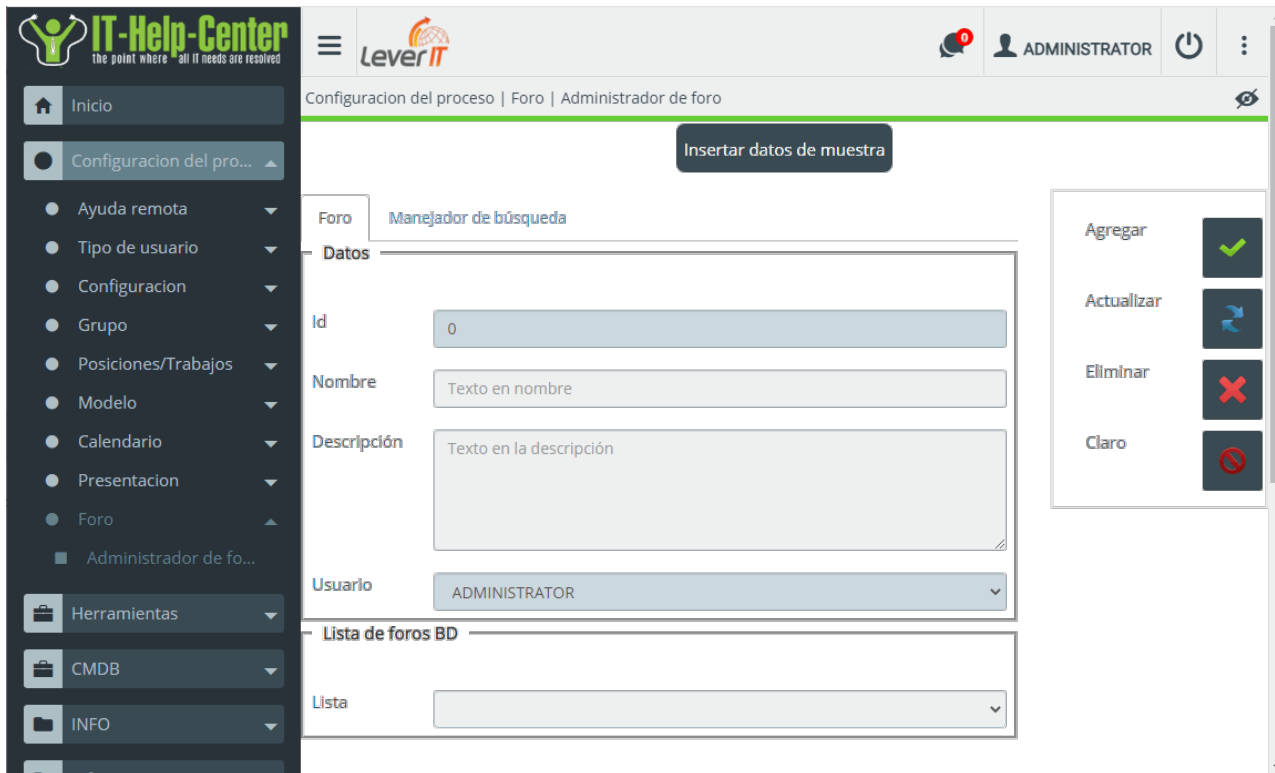 IT-Help-Center
the point where all IT needs are resolved
LeverIT
0
ADMINISTRATOR
Inicio
Configuracion del pro...
Ayuda remota
Tipo de usuario
Configuracion
Grupo
Posiciones/Trabajos
Modelo
Calendario
Presentacion
Foro
Administrador de fo...
Herramientas
CMDB
INFO
Configuracion del proceso | Foro | Administrador de foro
Insertar datos de muestra
Foro
Manejador de búsqueda
Datos
Id
0
Nombre
Texto en nombre
Descripción
Texto en la descripción
Usuario
ADMINISTRATOR
Lista de foros BD
Lista
Agregar
Actualizar
Eliminar
Claro